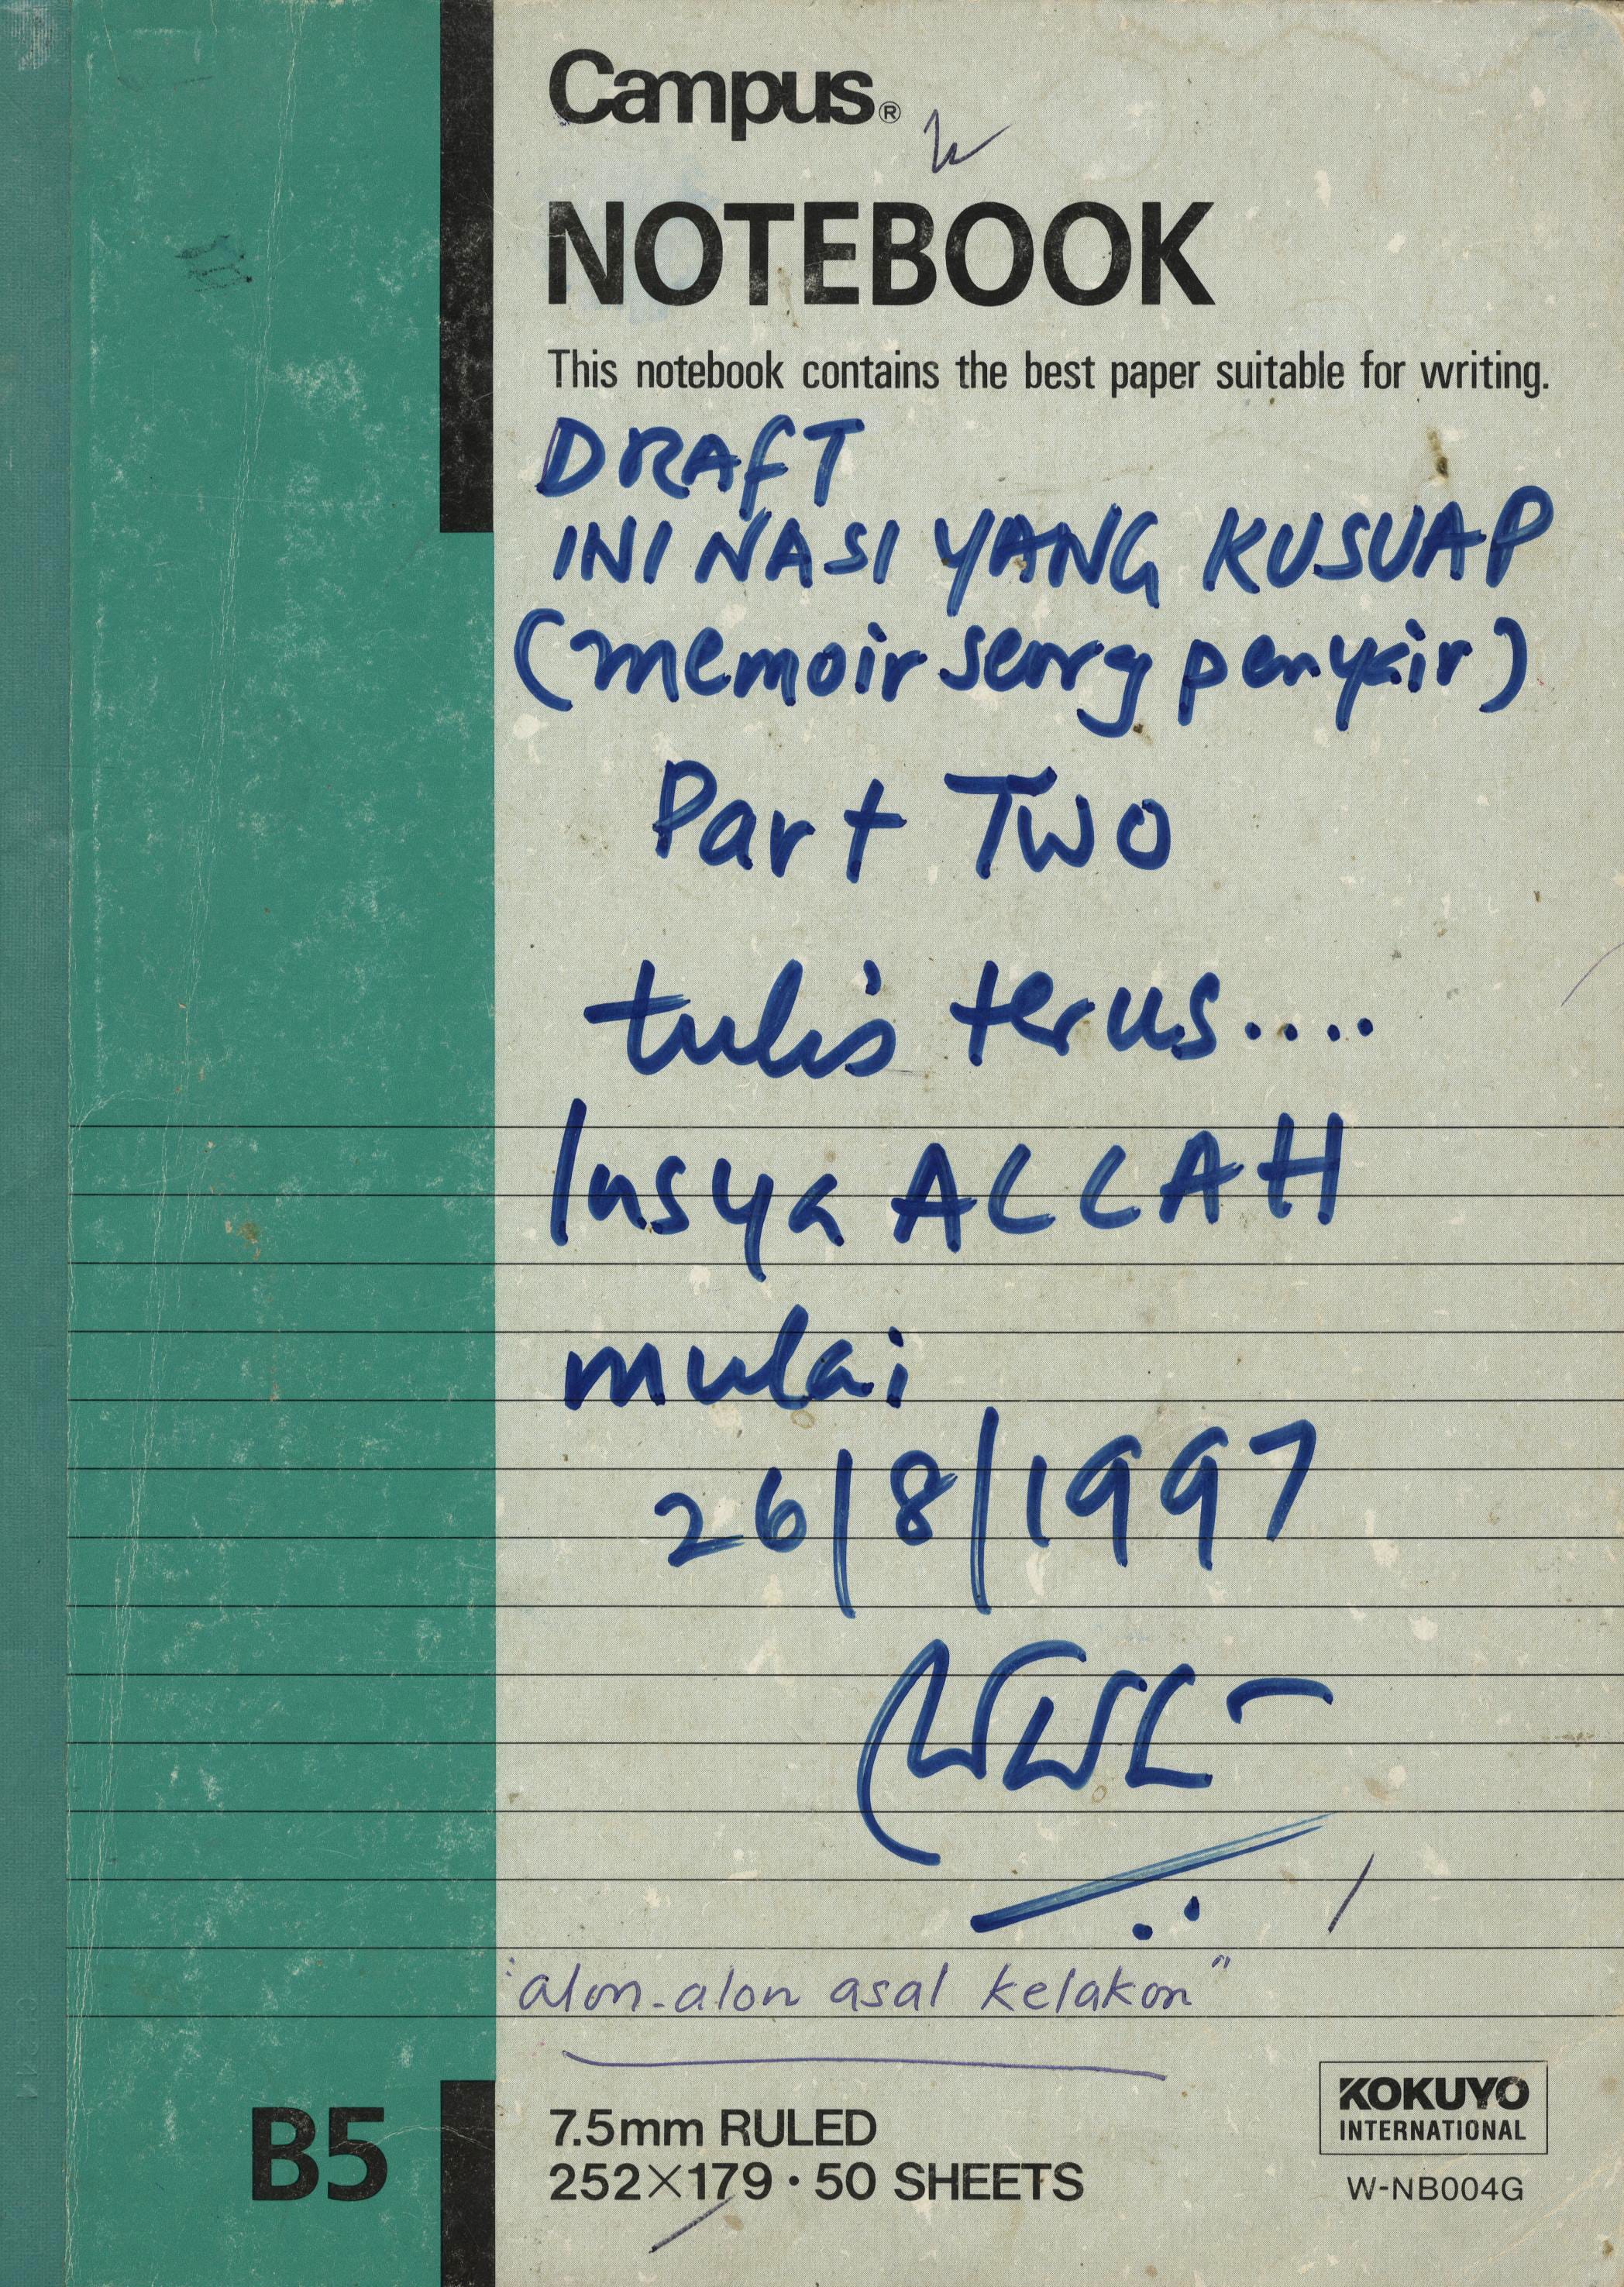 Campus®
NOTEBOOK
This notebook contains the best paper suitable for writing.
DRAFT
INI NASI YANG KUSUAP
(memoir seorg penyair)
Part Two
tulis terus....
Insya ALLAH
mulai
26/8/1997
"alon-alon asal kelakon"
B5
7.5mm RULED
252×179·50 SHEETS
KOKUYO
INTERNATIONAL
W-NB004G